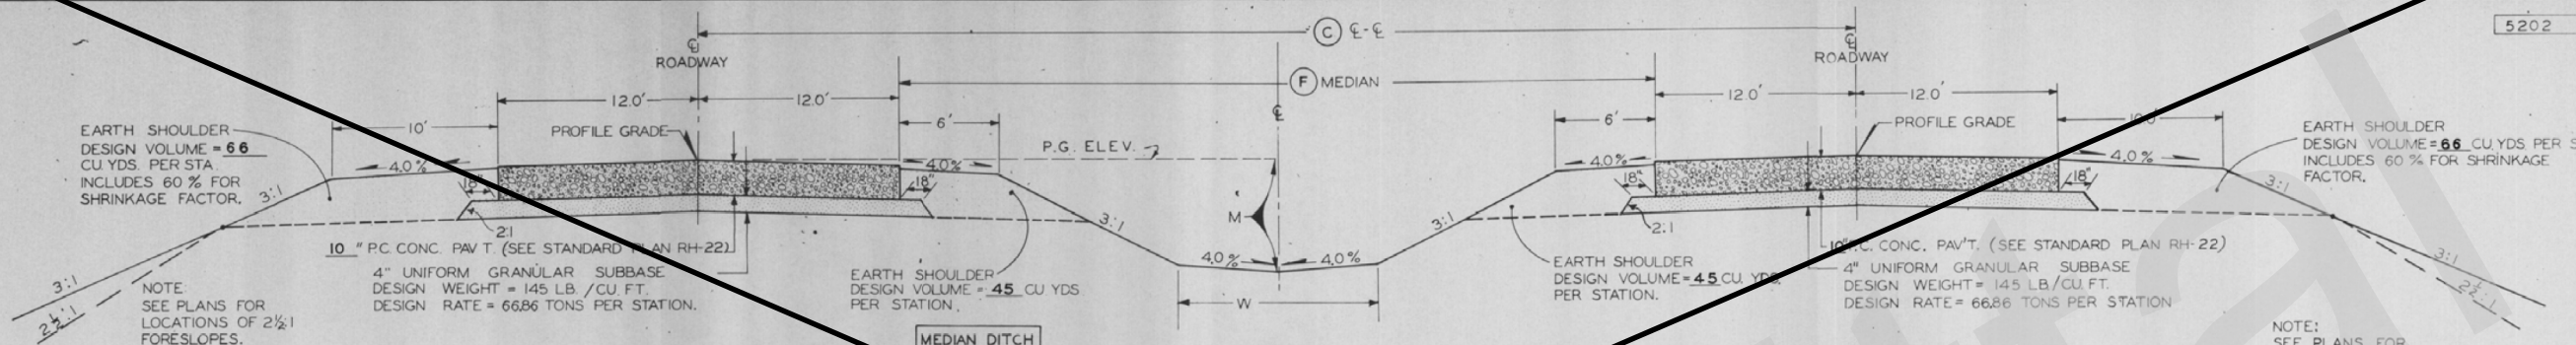 C ℄-℄
5202
℄
ROADWAY
℄
ROADWAY
F MEDIAN
℄
12.0'
12.0'
12.0'
12.0'
10'
6'
6'
EARTH SHOULDER
DESIGN VOLUME = 66
CU YDS. PER STA.
INCLUDES 60 % FOR
SHRINKAGE FACTOR.
PROFILE GRADE
P.G. ELEV.
PROFILE GRADE
EARTH SHOULDER
DESIGN VOLUME = 66 CU. YDS. PER
INCLUDES 60 % FOR SHRINKAGE
FACTOR.
4.0%
4.0%
4.0%
4.0%
18"
18"
18"
18"
3:1
3:1
3:1
3:1
M
2:1
2:1
10 " P.C. CONC. PAV'T. (SEE STANDARD PLAN RH-22)
4" UNIFORM GRANULAR SUBBASE
DESIGN WEIGHT = 145 LB./CU. FT.
DESIGN RATE = 66.86 TONS PER STATION.
EARTH SHOULDER
DESIGN VOLUME = 45 CU YDS
PER STATION.
4.0%
4.0%
W
EARTH SHOULDER
DESIGN VOLUME = 45 CU. YDS.
PER STATION.
10" P.C. CONC. PAV'T. (SEE STANDARD PLAN RH-22)
4" UNIFORM GRANULAR SUBBASE
DESIGN WEIGHT = 145 LB/CU. FT.
DESIGN RATE = 66.86 TONS PER STATION
3:1
2½:1
3:1
2½:1
NOTE
SEE PLANS FOR
LOCATIONS OF 2½:1
FORESLOPES.
MEDIAN DITCH
NOTE:
SEE PLANS FOR